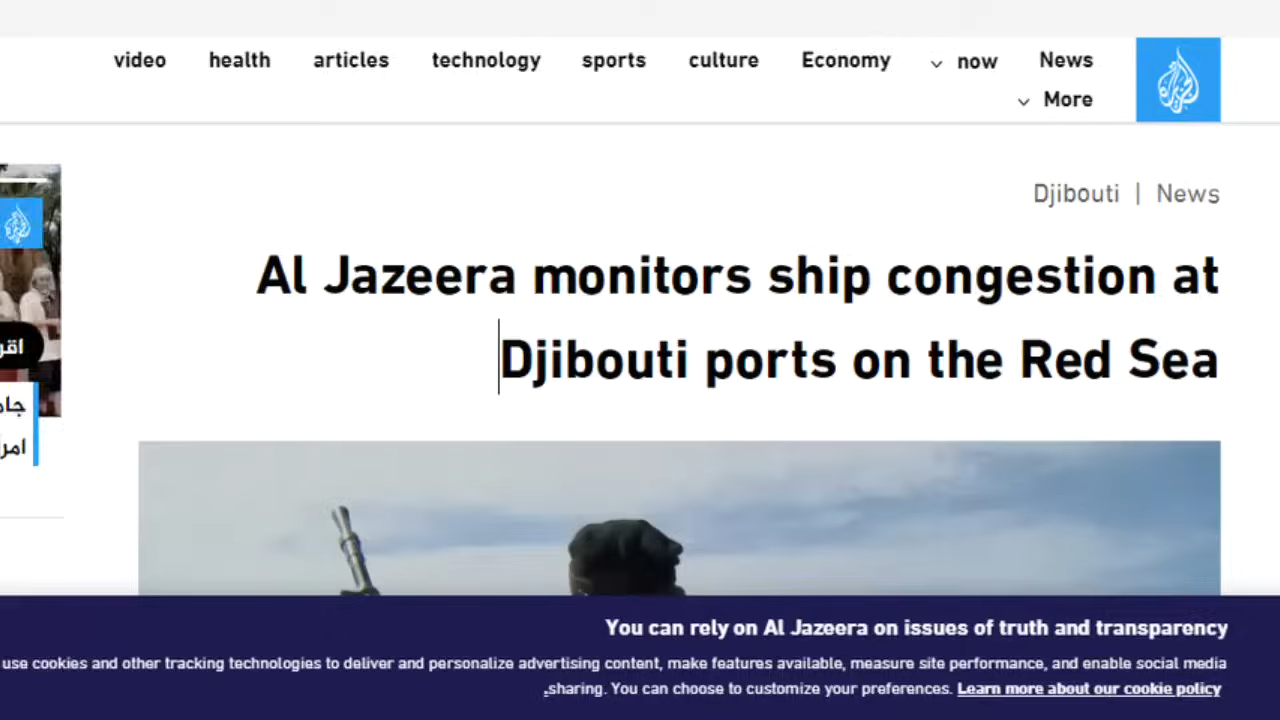 video health articles technology sports culture Economy now News
More
Djibouti | News
Al Jazeera monitors ship congestion at
Djibouti ports on the Red Sea
You can rely on Al Jazeera on issues of truth and transparency
use cookies and other tracking technologies to deliver and personalize advertising content, make features available, measure site performance, and enable social media
.sharing. You can choose to customize your preferences. Learn more about our cookie policy